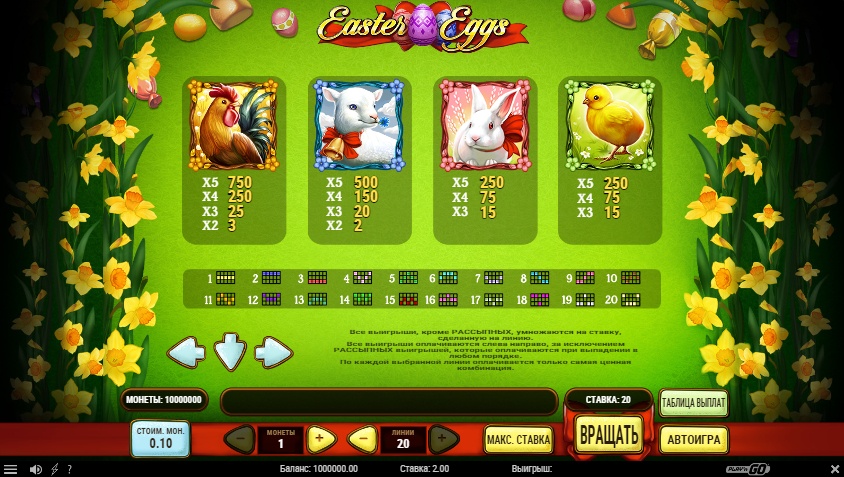 Easter Eggs
X5 750
X4 250
X3 25
X2 3
X5 500
X4 150
X3 20
X2 2
X5 250
X4 75
X3 15
X5 250
X4 75
X3 15
1 2 3 4 5 6 7 8 9 10
11 12 13 14 15 16 17 18 19 20
Все выигрыши, кроме РАССЫПНЫХ, умножаются на ставку,
сделанную на линию.
Все выигрыши оплачиваются слева направо, за исключением
РАССЫПНЫХ выигрышей, которые оплачиваются при выпадении в
любом порядке.
По каждой выбранной линии оплачивается только самая ценная
комбинация.
МОНЕТЫ: 10000000
СТАВКА: 20
ТАБЛИЦА ВЫПЛАТ
СТОИМ. МОН.
0.10
МОНЕТЫ
1
ЛИНИИ
20
МАКС. СТАВКА
ВРАЩАТЬ
АВТОИГРА
Баланс: 1000000.00 Ставка: 2.00 Выигрыш:
PLAY'N GO